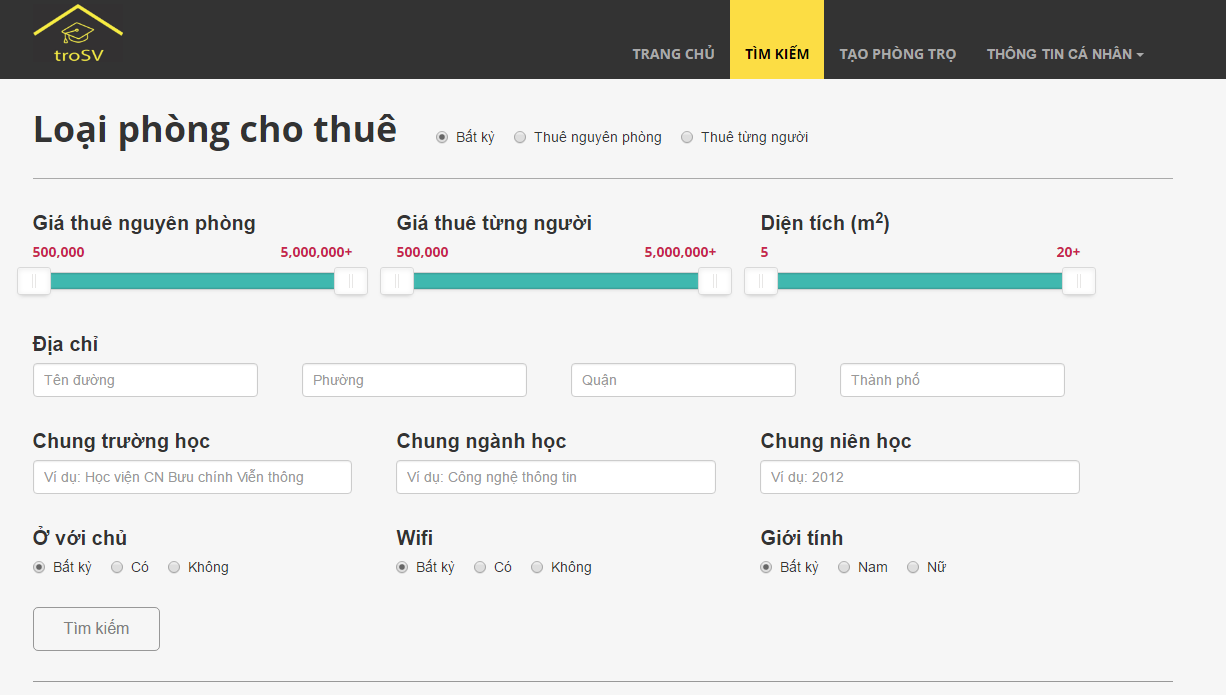 troSV
TRANG CHỦ TÌM KIẾM TẠO PHÒNG TRỌ THÔNG TIN CÁ NHÂN
Loại phòng cho thuê Bất kỳ Thuê nguyên phòng Thuê từng người
Giá thuê nguyên phòng Giá thuê từng người Diện tích (m²)
500,000 5,000,000+ 500,000 5,000,000+ 5 20+
Địa chỉ
Tên đường Phường Quận Thành phố
Chung trường học Chung ngành học Chung niên học
Ví dụ: Học viện CN Bưu chính Viễn thông Ví dụ: Công nghệ thông tin Ví dụ: 2012
Ở với chủ Wifi Giới tính
Bất kỳ Có Không Bất kỳ Có Không Bất kỳ Nam Nữ
Tìm kiếm